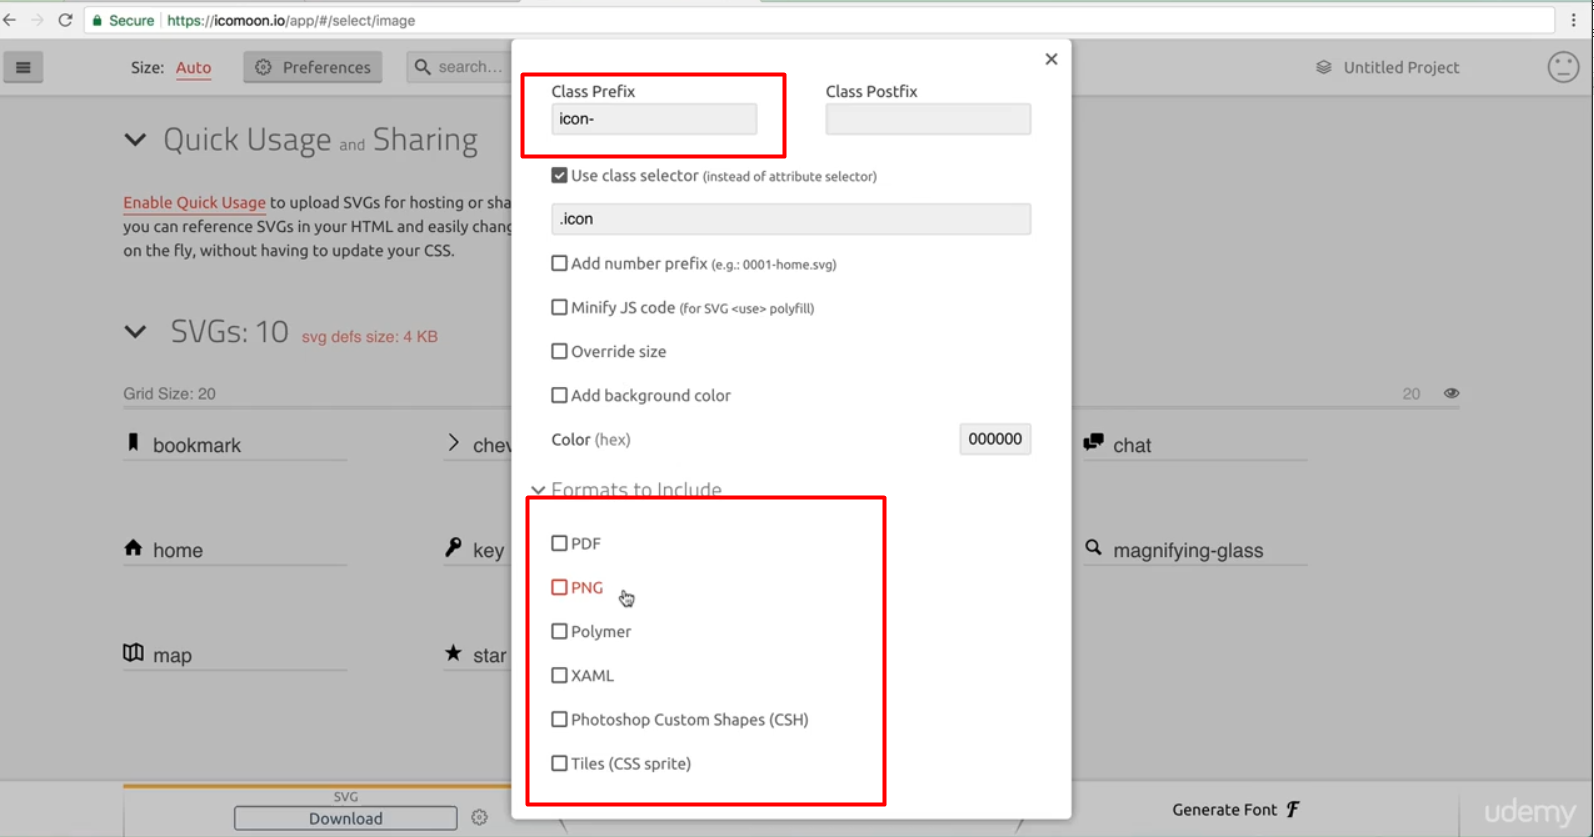 Secure https://icomoon.io/app/#/select/image
Size: Auto
Preferences
search...
Untitled Project
Class Prefix
Class Postfix
icon-
Quick Usage and Sharing
Use class selector (instead of attribute selector)
Enable Quick Usage to upload SVGs for hosting or sha
you can reference SVGs in your HTML and easily chang
on the fly, without having to update your CSS.
.icon
Add number prefix (e.g.: 0001-home.svg)
Minify JS code (for SVG <use> polyfill)
SVGs: 10 svg defs size: 4 KB
Override size
Grid Size: 20
Add background color
20
Color (hex)
000000
bookmark
chev
chat
Formats to Include
PDF
home
key
magnifying-glass
PNG
Polymer
map
star
XAML
Photoshop Custom Shapes (CSH)
Tiles (CSS sprite)
SVG
Download
Generate Font
udemy